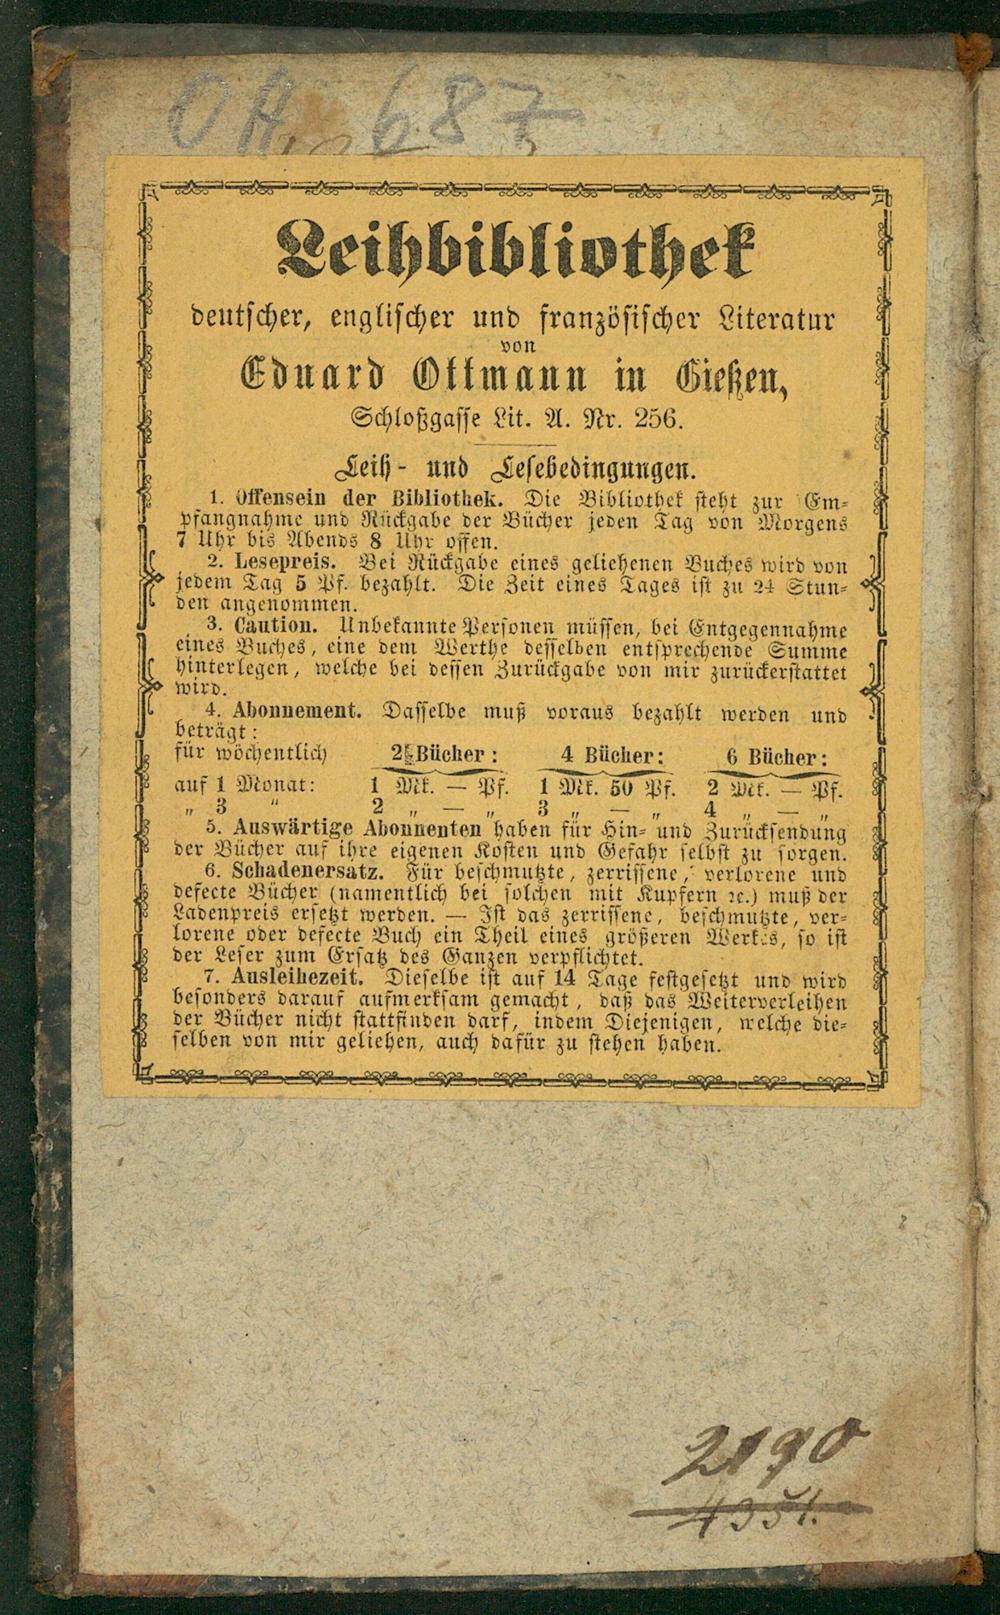 OH 687
Leihbibliothek
deutscher, englischer und französischer Literatur
von
Eduard Ottmann in Gießen,
Schloßgasse Lit. A. Nr. 256.
Leih- und Lesebedingungen.
1. Offensein der Bibliothek. Die Bibliothek steht zur Em-
pfangnahme und Rückgabe der Bücher jeden Tag von Morgens
7 Uhr bis Abends 8 Uhr offen.
2. Lesepreis. Bei Rückgabe eines geliehenen Buches wird von
jedem Tag 5 Pf. bezahlt. Die Zeit eines Tages ist zu 24 Stun-
den angenommen.
3. Caution. Unbekannte Personen müssen, bei Entgegennahme
eines Buches, eine dem Werthe desselben entsprechende Summe
hinterlegen, welche bei dessen Zurückgabe von mir zurückerstattet
wird.
4. Abonnement. Dasselbe muß voraus bezahlt werden und
beträgt:
für wöchentlich 2 Bücher: 4 Bücher: 6 Bücher:
auf 1 Monat: 1 Mk. — Pf. 1 Mk. 50 Pf. 2 Mk. — Pf.
„ 3 „ 2 „ — „ 3 „ — „ 4 „ — „
5. Auswärtige Abonnenten haben für Hin- und Zurücksendung
der Bücher auf ihre eigenen Kosten und Gefahr selbst zu sorgen.
6. Schadenersatz. Für beschmutzte, zerrissene, verlorene und
defecte Bücher (namentlich bei solchen mit Kupfern ꝛc.) muß der
Ladenpreis ersetzt werden. — Ist das zerrissene, beschmutzte, ver-
lorene oder defecte Buch ein Theil eines größeren Werkes, so ist
der Leser zum Ersatz des Ganzen verpflichtet.
7. Ausleihezeit. Dieselbe ist auf 14 Tage festgesetzt und wird
besonders darauf aufmerksam gemacht, daß das Weiterverleihen
der Bücher nicht stattfinden darf, indem Diejenigen, welche die-
selben von mir geliehen, auch dafür zu stehen haben.
2190
4351.